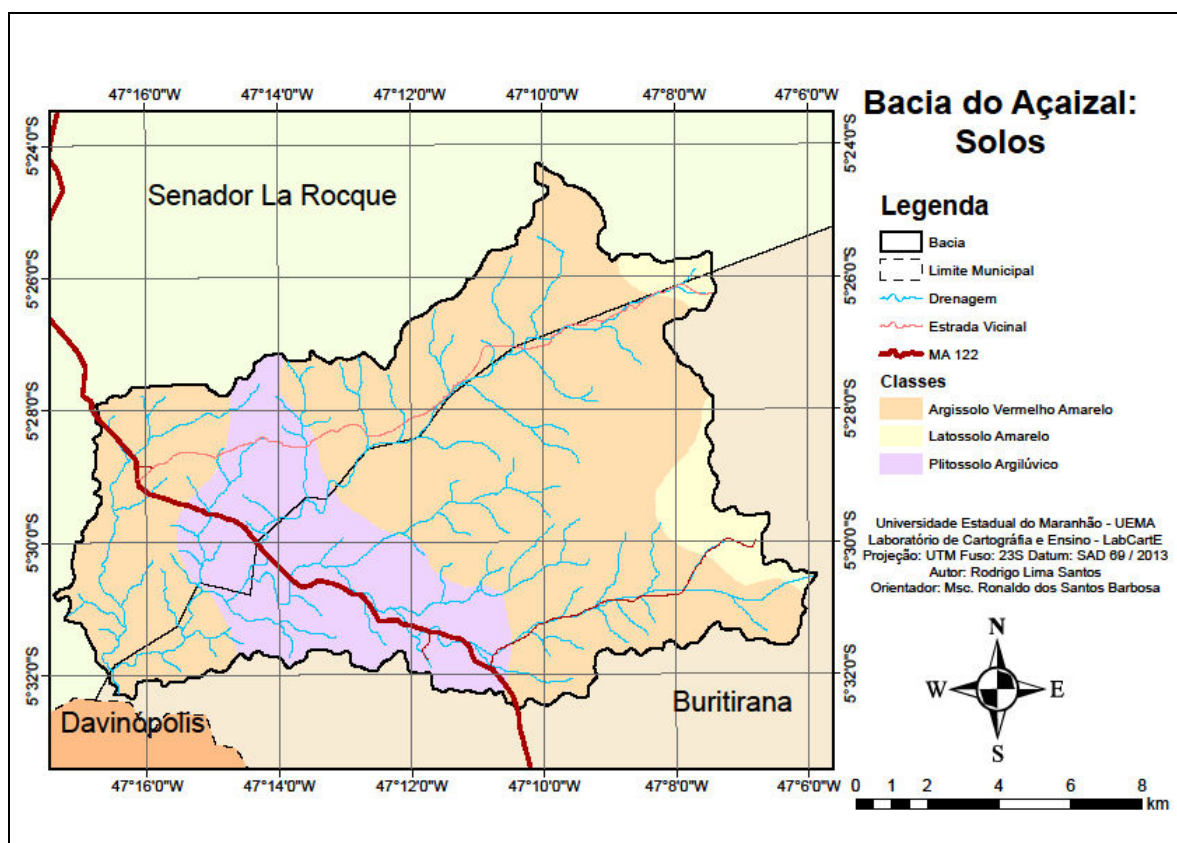 47°16'0"W 47°14'0"W 47°12'0"W 47°10'0"W 47°8'0"W 47°6'0"W
Bacia do Açaizal:
Solos
5°24'0"S
5°24'0"S
Senador La Rocque
Legenda
Bacia
Limite Municipal
Drenagem
Estrada Vicinal
MA 122
5°26'0"S
5°26'0"S
Classes
Argissolo Vermelho Amarelo
Latossolo Amarelo
Plitossolo Argilúvico
5°28'0"S
5°28'0"S
Universidade Estadual do Maranhão - UEMA
Laboratório de Cartográfia e Ensino - LabCartE
Projeção: UTM Fuso: 23S Datum: SAD 69 / 2013
Autor: Rodrigo Lima Santos
Orientador: Msc. Ronaldo dos Santos Barbosa
5°30'0"S
5°30'0"S
5°32'0"S
5°32'0"S
Davinópolis
Buritirana
N
W E
S
47°16'0"W 47°14'0"W 47°12'0"W 47°10'0"W 47°8'0"W 47°6'0"W
0 1 2 4 6 8
km